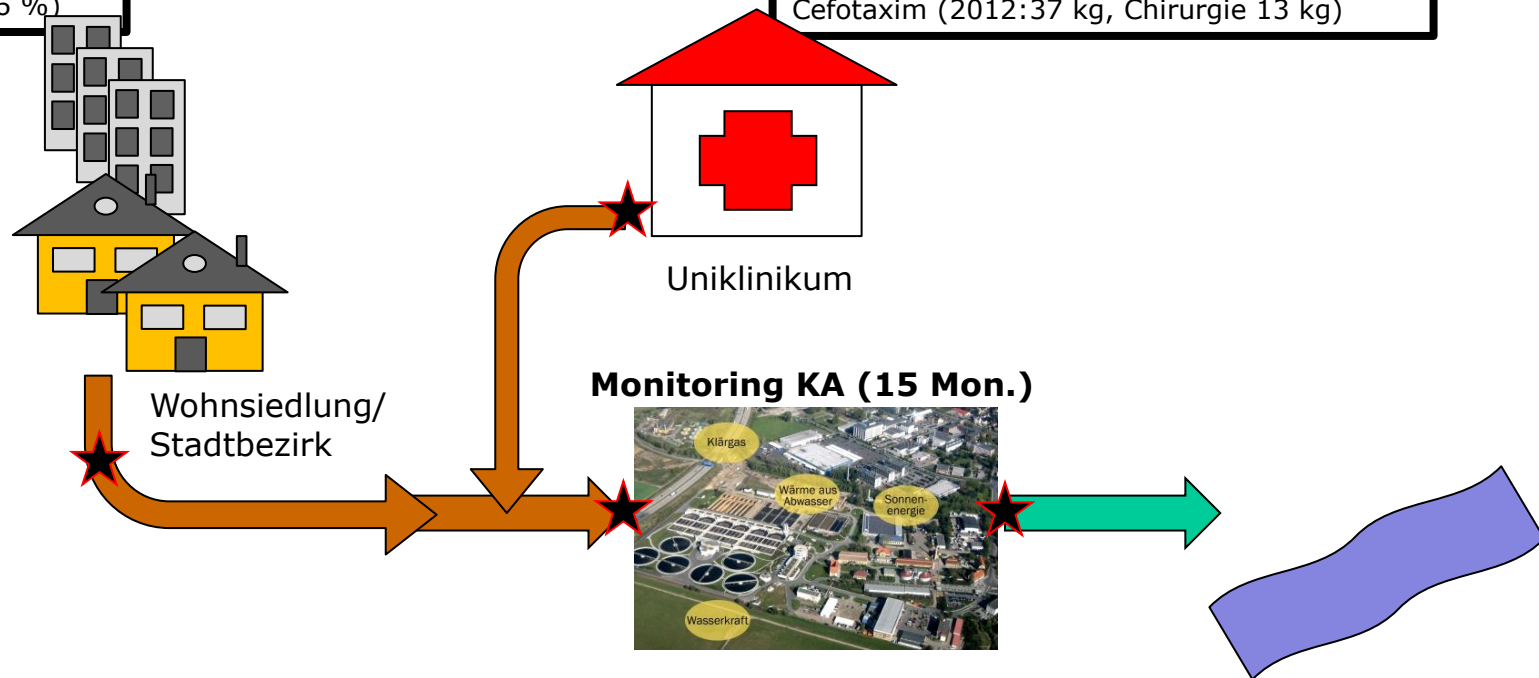 %)
Cefotaxim (2012:37 kg, Chirurgie 13 kg)
Uniklinikum
Wohnsiedlung/
Stadtbezirk
Monitoring KA (15 Mon.)
Klärgas
Wärme aus
Abwasser
Sonnen-
energie
Wasserkraft